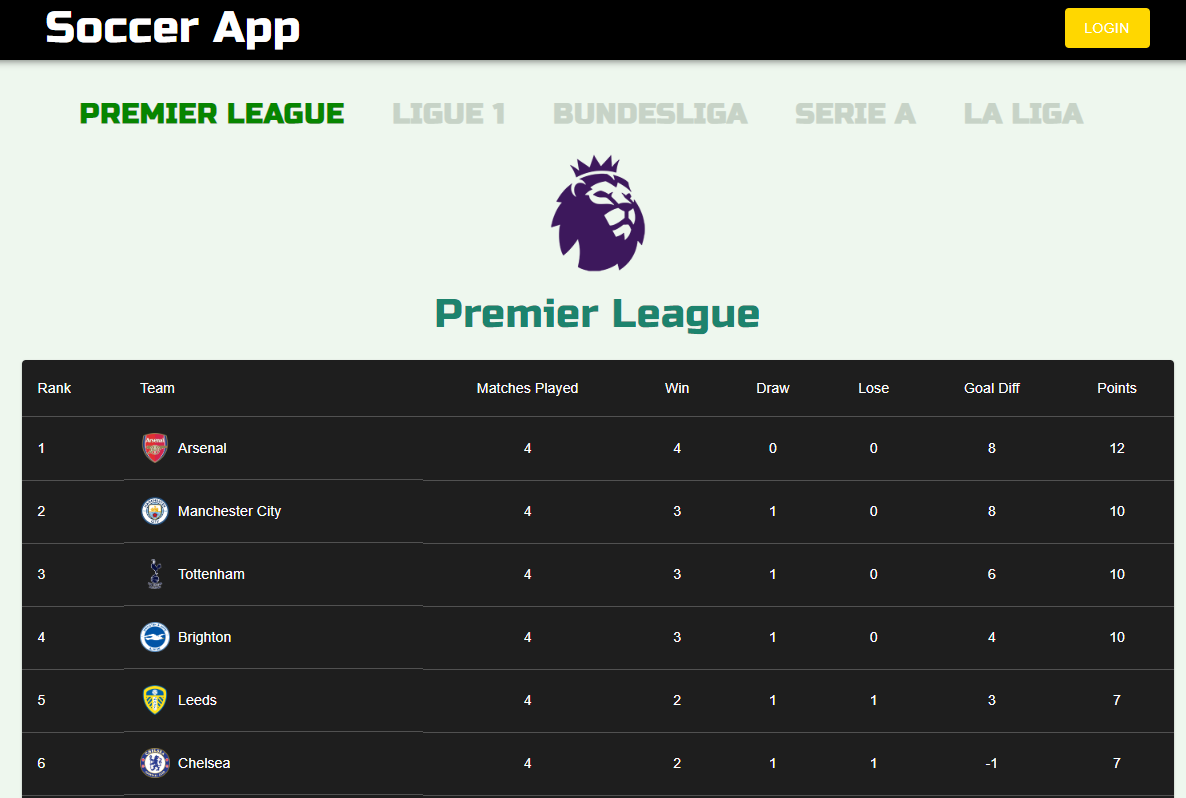 Soccer App LOGIN
PREMIER LEAGUE LIGUE 1 BUNDESLIGA SERIE A LA LIGA
Premier League
Rank Team Matches Played Win Draw Lose Goal Diff Points
1 Arsenal 4 4 0 0 8 12
2 Manchester City 4 3 1 0 8 10
3 Tottenham 4 3 1 0 6 10
4 Brighton 4 3 1 0 4 10
5 Leeds 4 2 1 1 3 7
6 Chelsea 4 2 1 1 -1 7